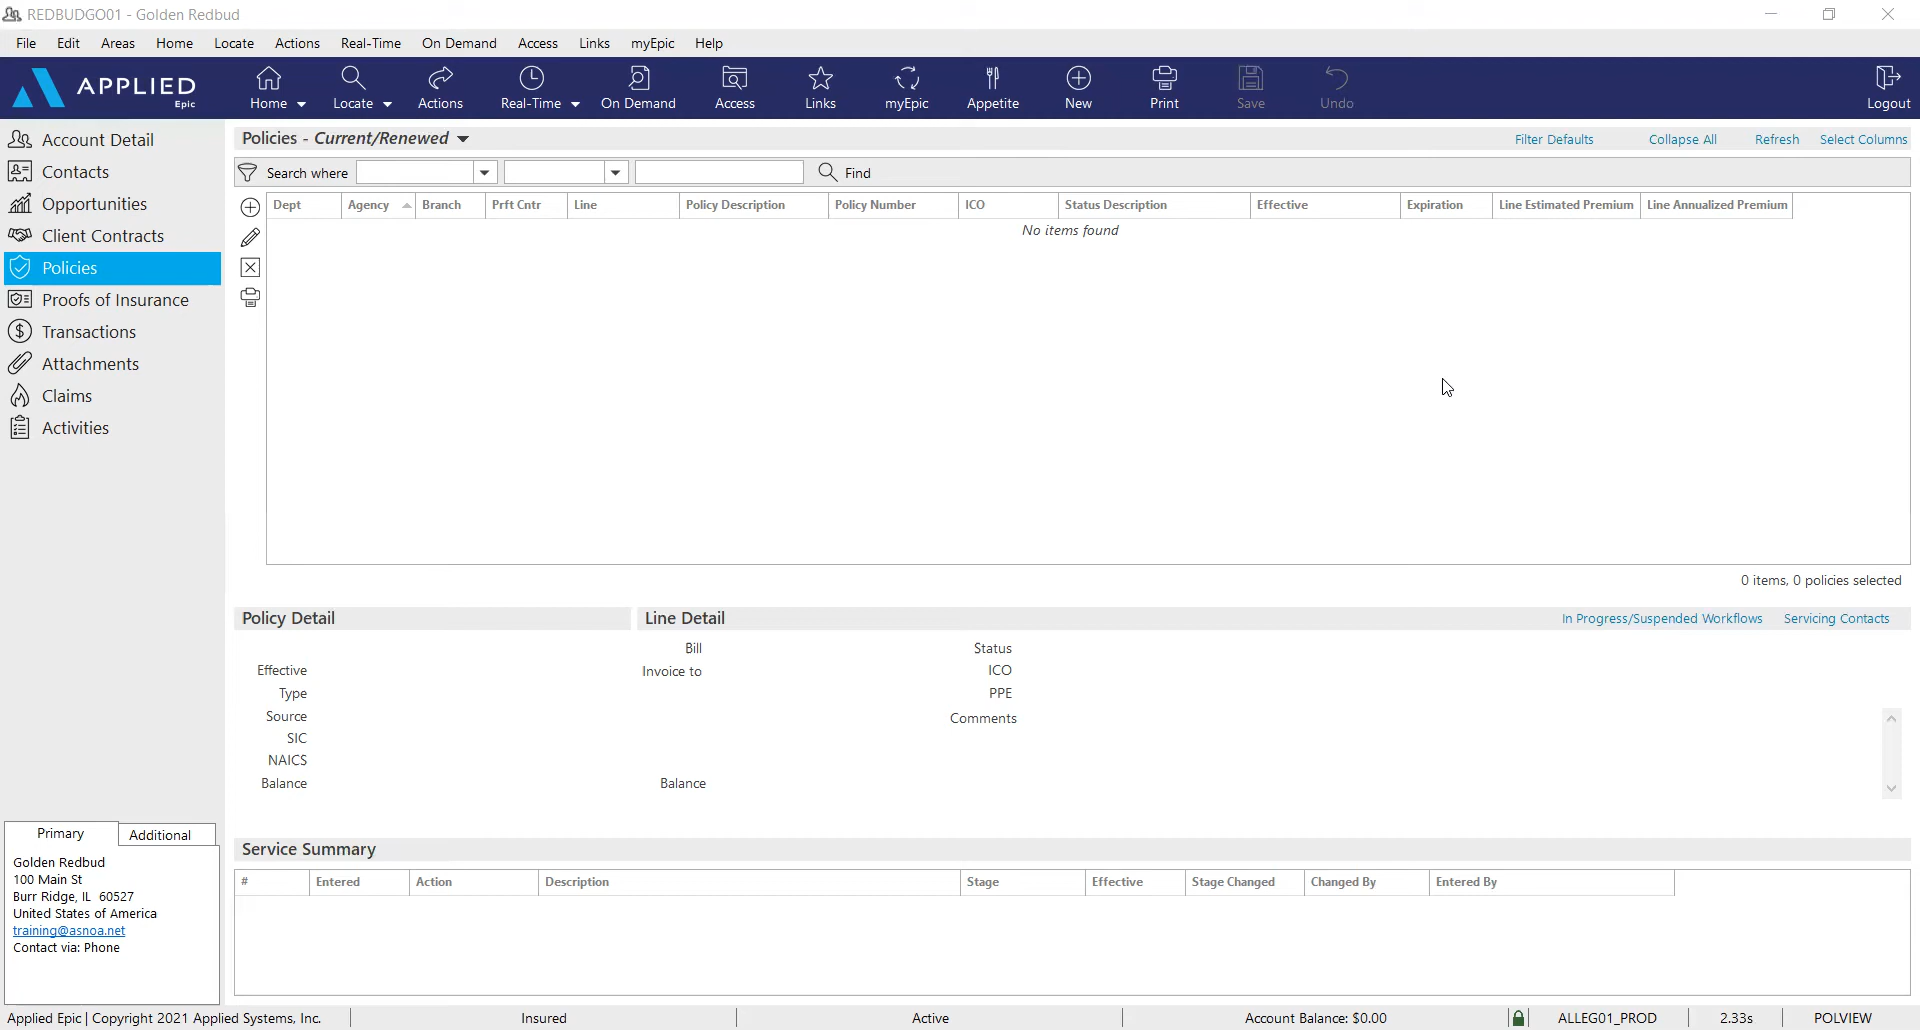 REDBUDGO01 - Golden Redbud
File Edit Areas Home Locate Actions Real-Time On Demand Access Links myEpic Help
APPLIED
Epic
Home Locate Actions Real-Time On Demand Access Links myEpic Appetite New Print Save Undo Logout
Account Detail
Contacts
Opportunities
Client Contracts
Policies
Proofs of Insurance
Transactions
Attachments
Claims
Activities
Policies - Current/Renewed Filter Defaults Collapse All Refresh Select Columns
Search where Find
Dept Agency Branch Prft Cntr Line Policy Description Policy Number ICO Status Description Effective Expiration Line Estimated Premium Line Annualized Premium
No items found
0 items, 0 policies selected
Policy Detail
Effective
Type
Source
SIC
NAICS
Balance
Line Detail In Progress/Suspended Workflows Servicing Contacts
Bill Status
Invoice to ICO
PPE
Comments
Balance
Service Summary
# Entered Action Description Stage Effective Stage Changed Changed By Entered By
Primary Additional
Golden Redbud
100 Main St
Burr Ridge, IL 60527
United States of America
training@asnoa.net
Contact via: Phone
Applied Epic | Copyright 2021 Applied Systems, Inc. Insured Active Account Balance: $0.00 ALLEG01_PROD 2.33s POLVIEW